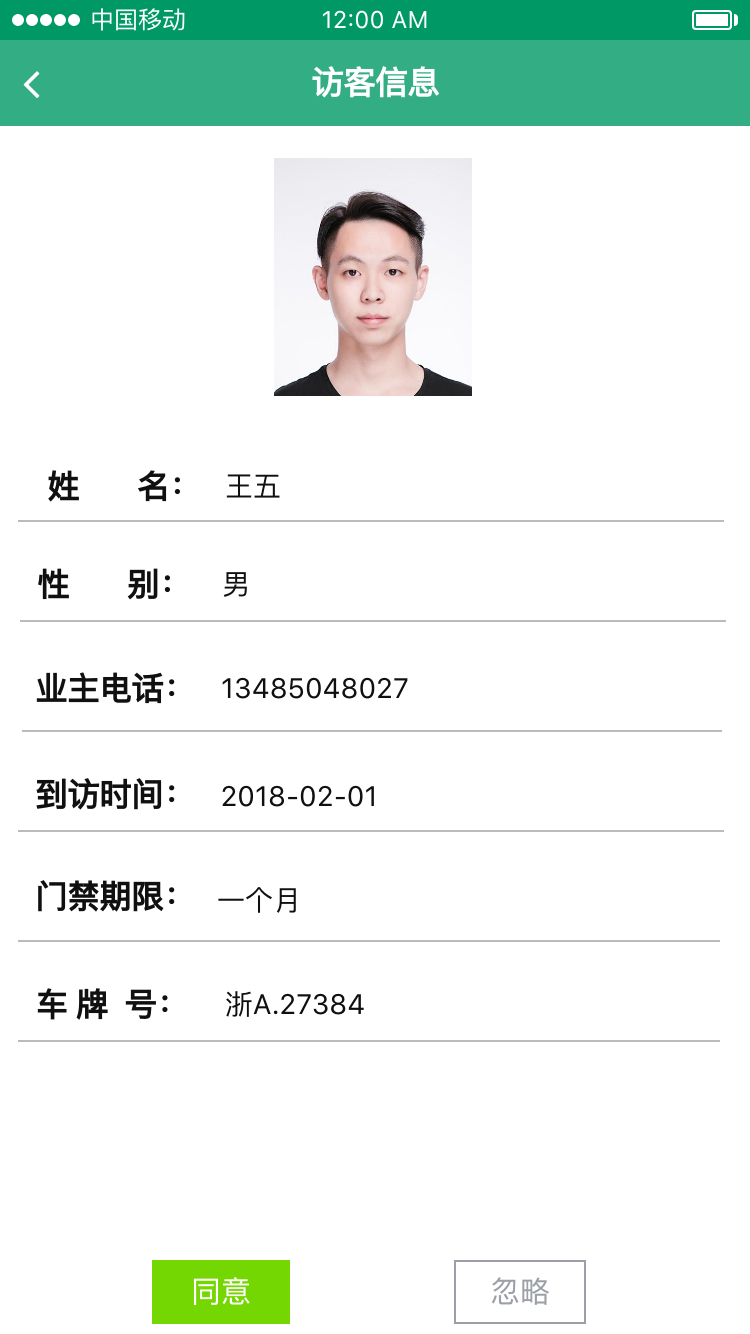 中国移动 12:00 AM
访客信息
姓 名: 王五
性 别: 男
业主电话: 13485048027
到访时间: 2018-02-01
门禁期限: 一个月
车 牌 号: 浙A.27384
同意 忽略